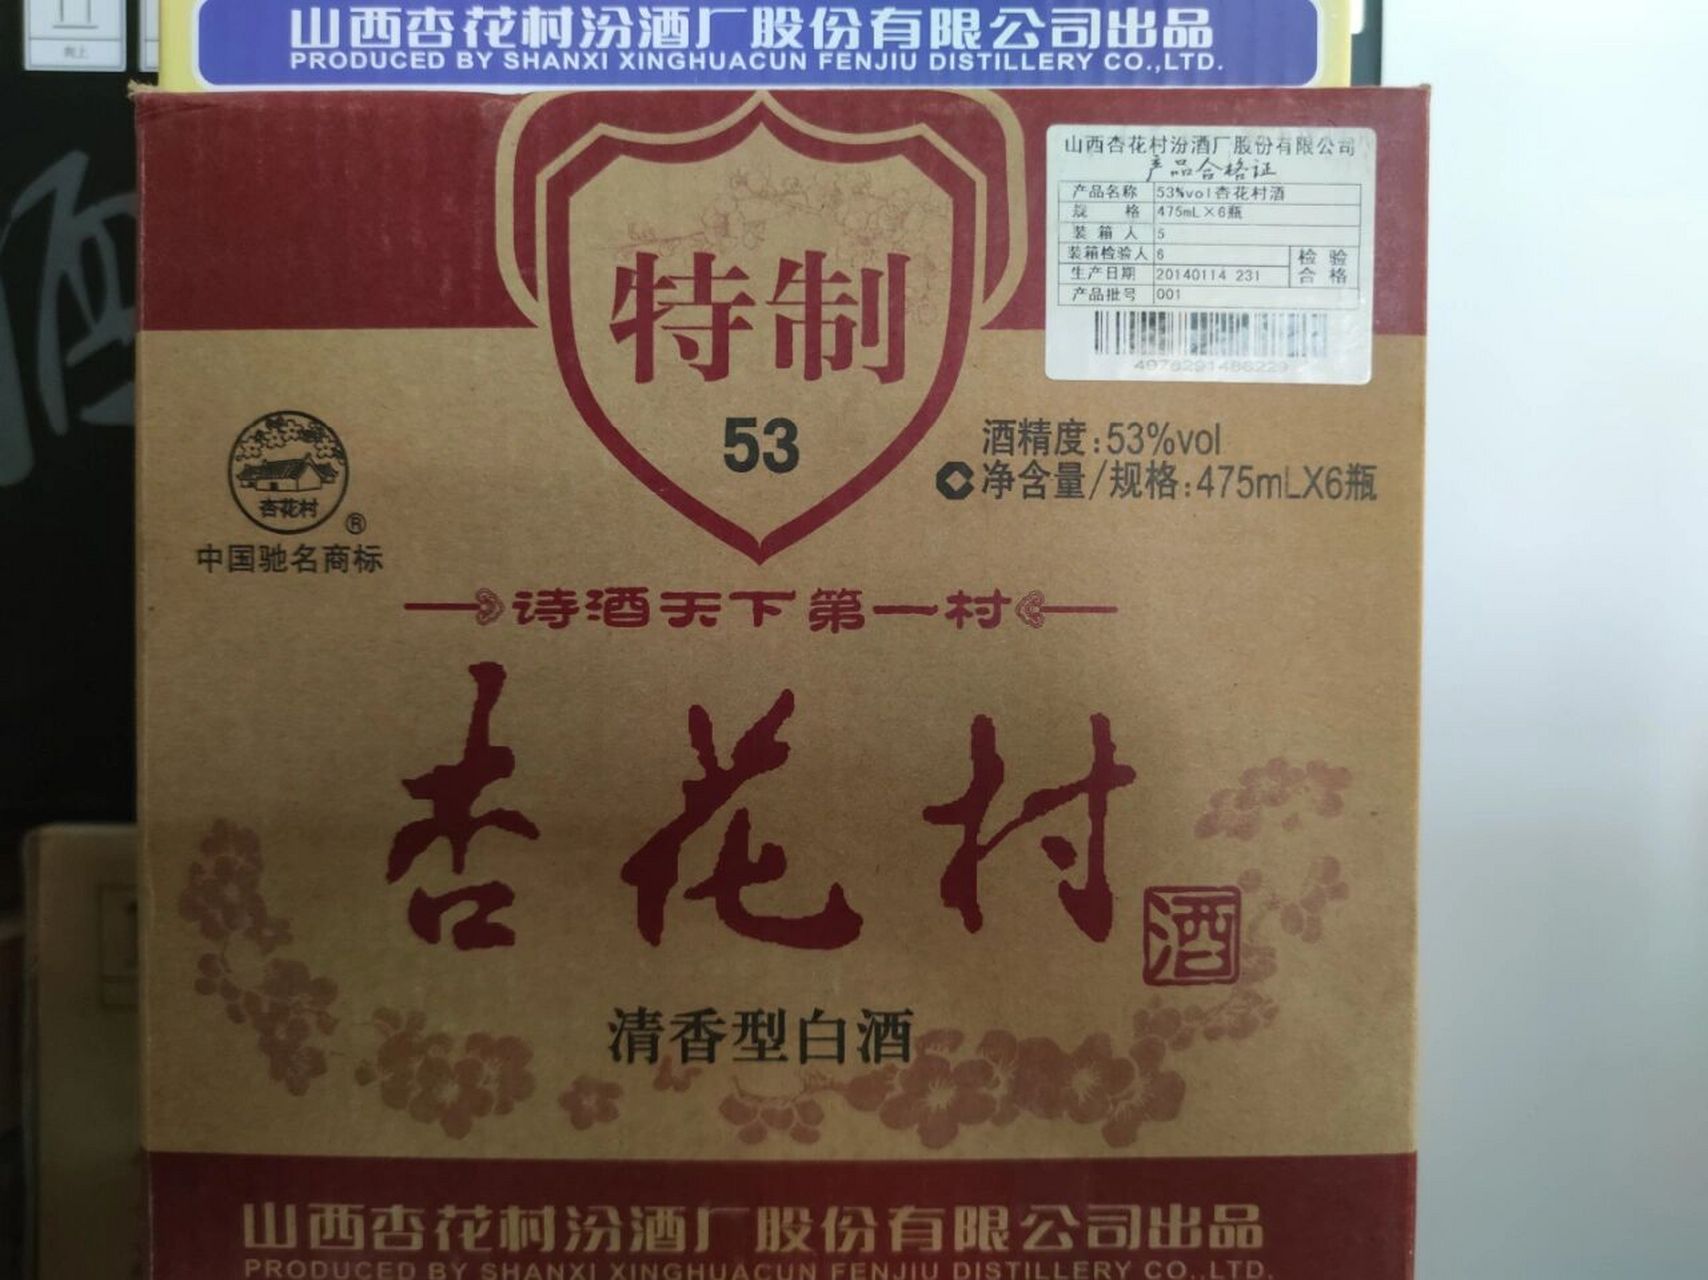 山西杏花村汾酒厂股份有限公司出品
PRODUCED BY SHANXI XINGHUACUN FENJIU DISTILLERY CO.,LTD.
向上
酒
特制
53
山西杏花村汾酒厂股份有限公司
产品合格证
产品名称 53%vol杏花村酒
规 格 475mL×6瓶
装箱人 5
装箱检验人 6
检验合格
生产日期 20140114 231
产品批号 001
杏花村
®
中国驰名商标
酒精度:53%vol
净含量/规格:475mLX6瓶
诗酒天下第一村
杏花村
酒
清香型白酒
山西杏花村汾酒厂股份有限公司出品
PRODUCED BY SHANXI XINGHUACUN FENJIU DISTILLERY CO.,LTD.